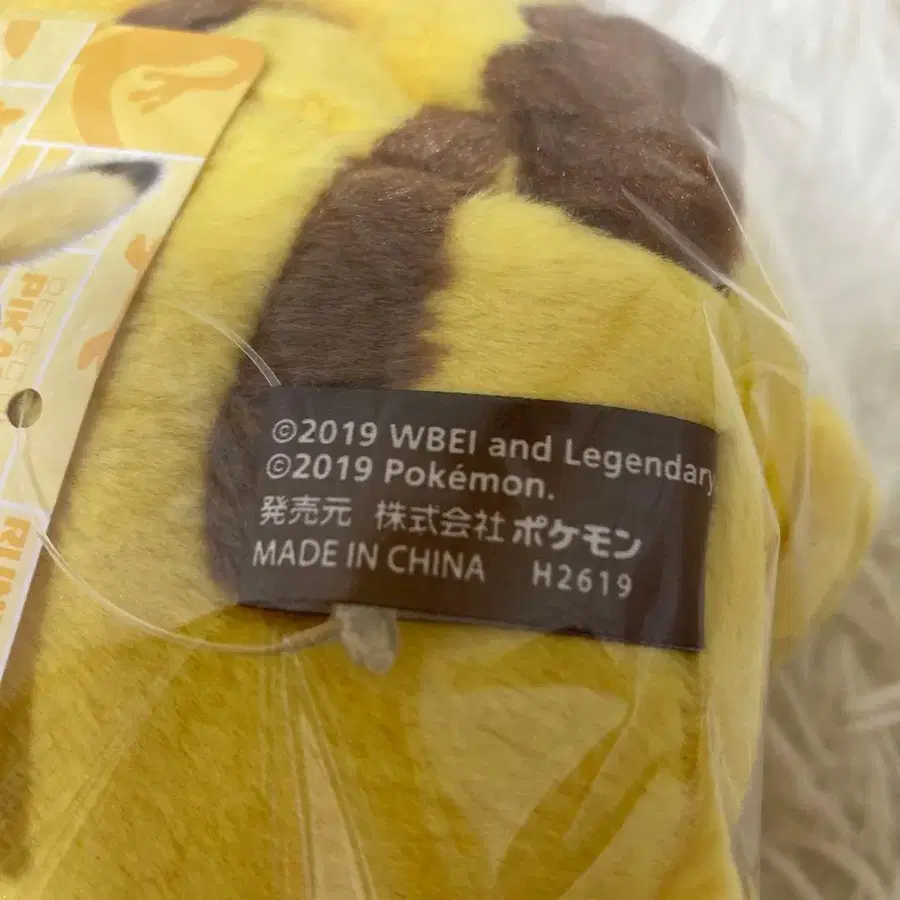 ©2019 WBEI and Legendary
©2019 Pokémon.
発売元 株式会社ポケモン
MADE IN CHINA H2619